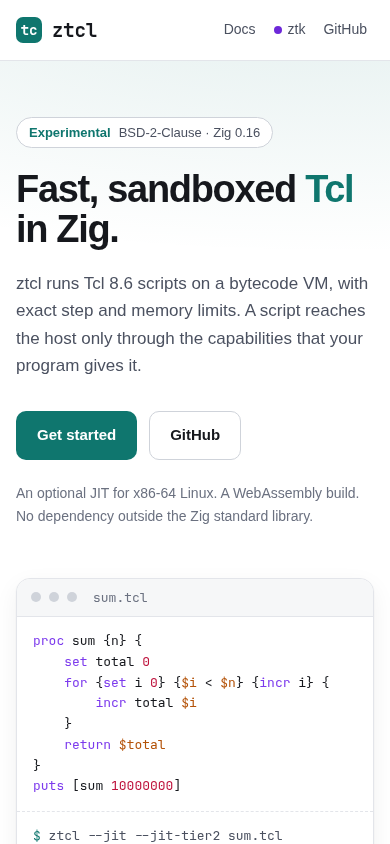 tc ztcl Docs ztk GitHub
Experimental BSD-2-Clause · Zig 0.16
Fast, sandboxed Tcl
in Zig.
ztcl runs Tcl 8.6 scripts on a bytecode VM, with
exact step and memory limits. A script reaches
the host only through the capabilities that your
program gives it.
Get started GitHub
An optional JIT for x86-64 Linux. A WebAssembly build.
No dependency outside the Zig standard library.
sum.tcl
proc sum {n} {
    set total 0
    for {set i 0} {$i < $n} {incr i} {
        incr total $i
    }
    return $total
}
puts [sum 10000000]
$ ztcl --jit --jit-tier2 sum.tcl